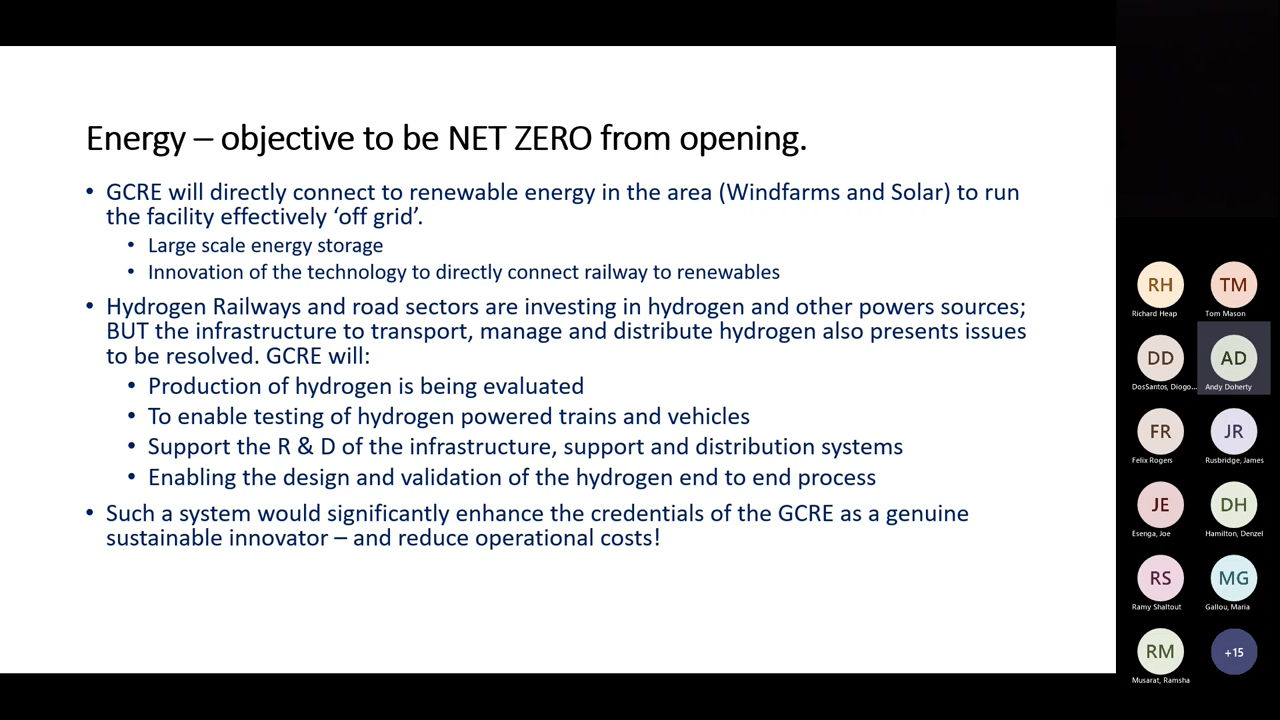 Energy – objective to be NET ZERO from opening.
• GCRE will directly connect to renewable energy in the area (Windfarms and Solar) to run
the facility effectively ‘off grid’.
• Large scale energy storage
• Innovation of the technology to directly connect railway to renewables
• Hydrogen Railways and road sectors are investing in hydrogen and other powers sources;
BUT the infrastructure to transport, manage and distribute hydrogen also presents issues
to be resolved. GCRE will:
• Production of hydrogen is being evaluated
• To enable testing of hydrogen powered trains and vehicles
• Support the R & D of the infrastructure, support and distribution systems
• Enabling the design and validation of the hydrogen end to end process
• Such a system would significantly enhance the credentials of the GCRE as a genuine
sustainable innovator – and reduce operational costs!
RH
Richard Heap
TM
Tom Mason
DD
DosSantos, Diogo...
AD
Andy Doherty
FR
Felix Rogers
JR
Rusbridge, James
JE
Esenga, Joe
DH
Hamilton, Denzel
RS
Ramy Shaltout
MG
Gallou, Maria
RM
Musarat, Ramsha
+15